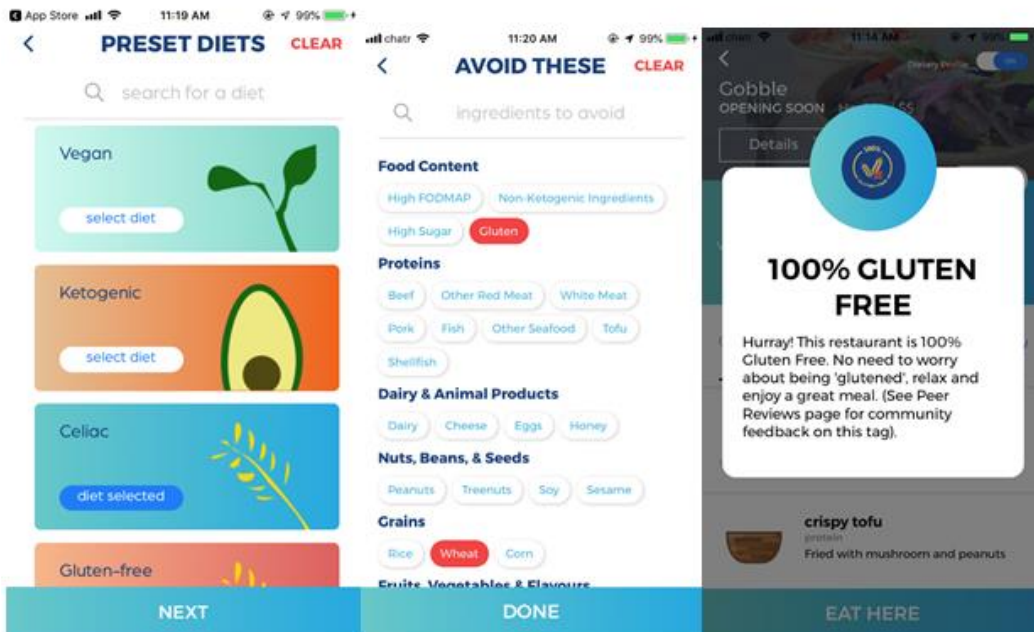 App Store 11:19 AM 99%
PRESET DIETS CLEAR
search for a diet
Vegan
select diet
Ketogenic
select diet
Celiac
diet selected
Gluten-free
NEXT
chatr 11:20 AM 99%
AVOID THESE CLEAR
ingredients to avoid
Food Content
High FODMAP Non-Ketogenic Ingredients
High Sugar Gluten
Proteins
Beef Other Red Meat White Meat
Pork Fish Other Seafood Tofu
Shellfish
Dairy & Animal Products
Dairy Cheese Eggs Honey
Nuts, Beans, & Seeds
Peanuts Treenuts Soy Sesame
Grains
Rice Wheat Corn
Fruits, Vegetables & Flavours
DONE
chatr 11:14 AM 99%
Dietary Profile
Gobble
OPENING SOON
Details
100% GLUTEN
FREE
Hurray! This restaurant is 100%
Gluten Free. No need to worry
about being 'glutened', relax and
enjoy a great meal. (See Peer
Reviews page for community
feedback on this tag).
crispy tofu
protein
Fried with mushroom and peanuts
EAT HERE